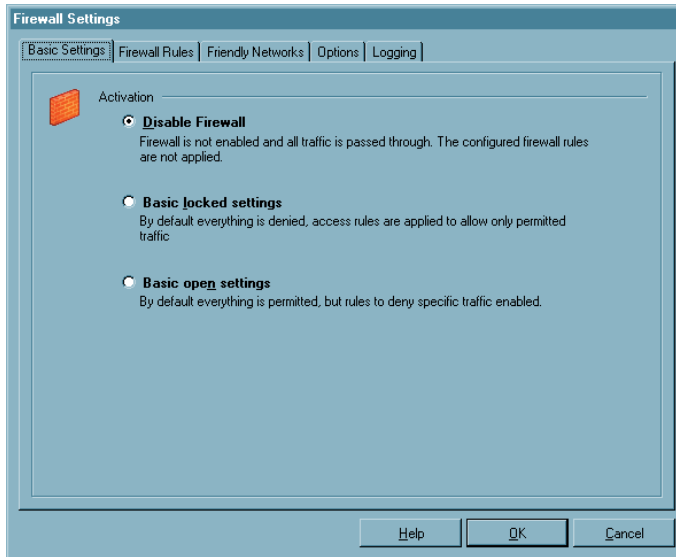 Firewall Settings
Basic Settings Firewall Rules Friendly Networks Options Logging
Activation
Disable Firewall
Firewall is not enabled and all traffic is passed through. The configured firewall rules
are not applied.
Basic locked settings
By default everything is denied, access rules are applied to allow only permitted
traffic
Basic open settings
By default everything is permitted, but rules to deny specific traffic enabled.
Help OK Cancel